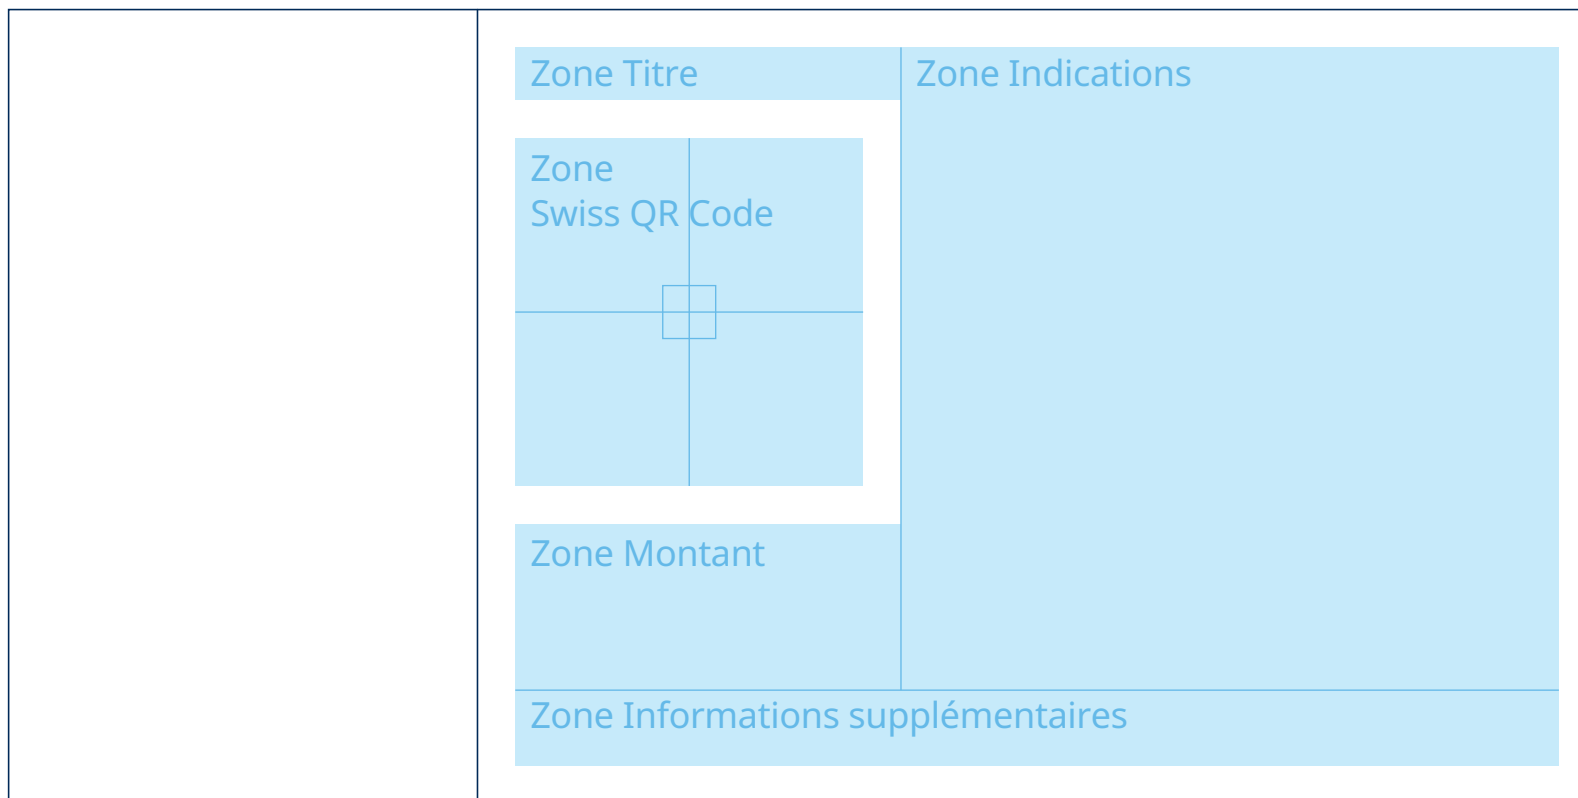 Zone Titre
Zone Indications
Zone
Swiss QR Code
Zone Montant
Zone Informations supplémentaires